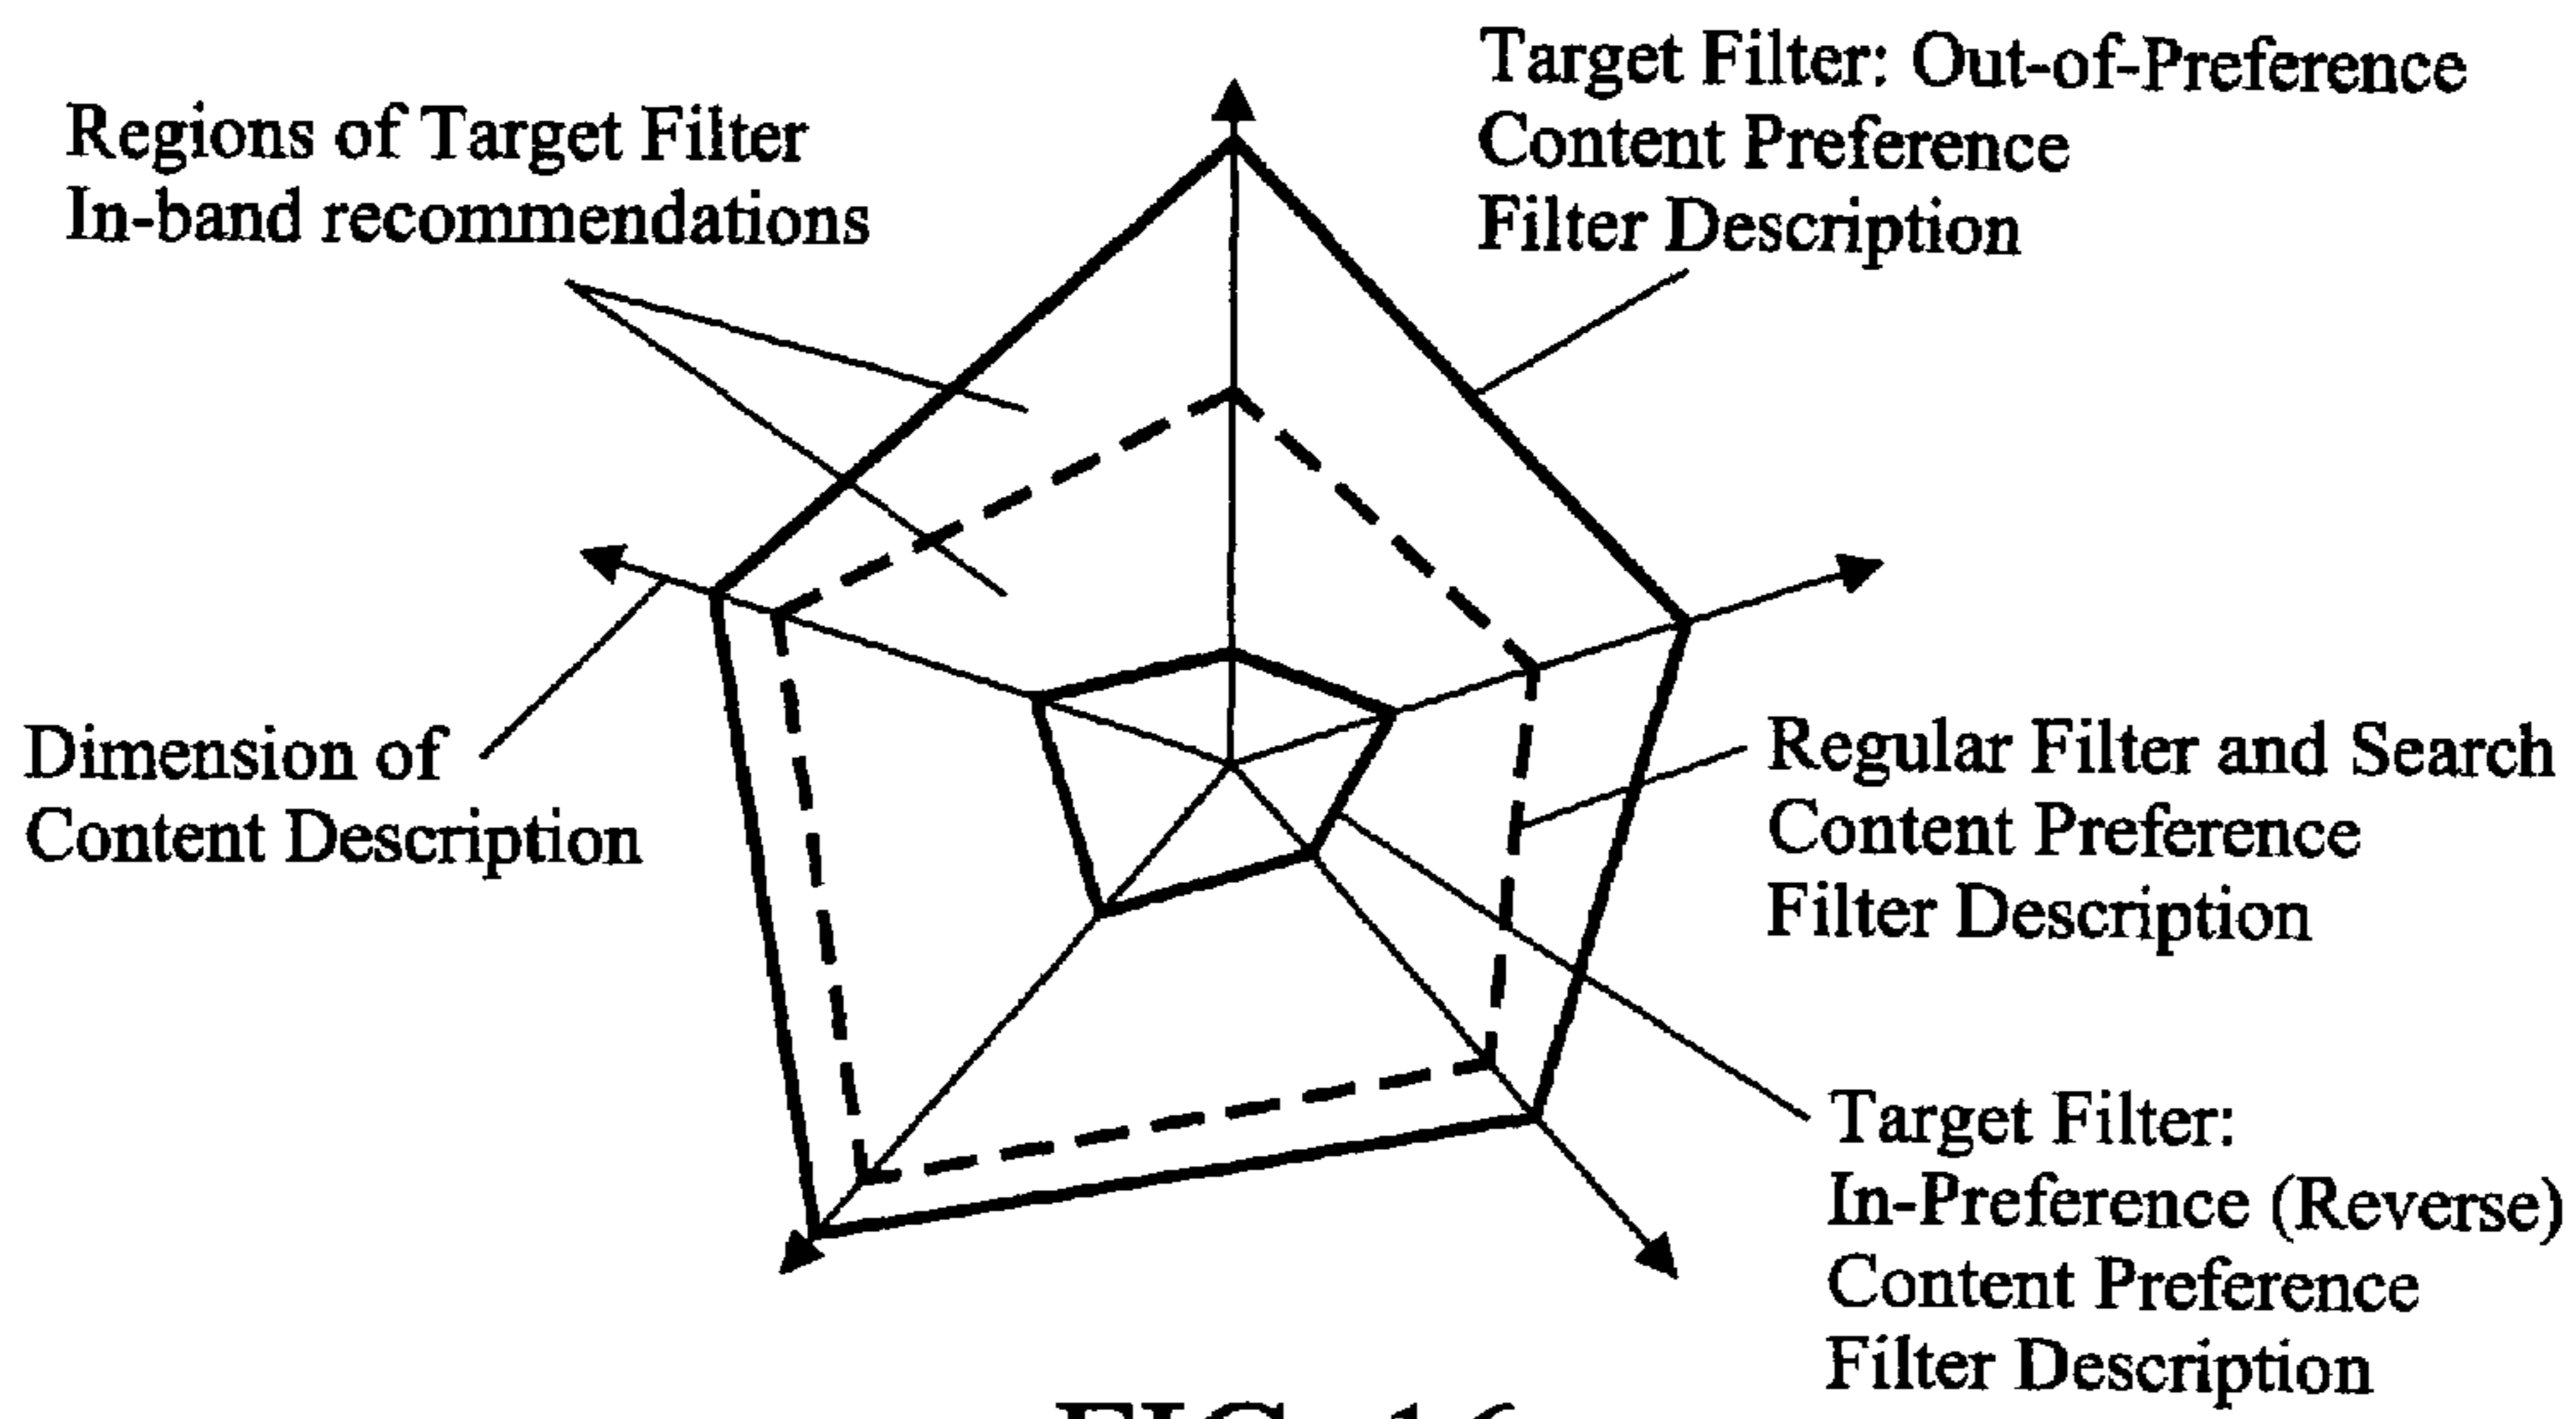 Regions of Target Filter
In-band recommendations
Target Filter: Out-of-Preference
Content Preference
Filter Description
Dimension of
Content Description
Regular Filter and Search
Content Preference
Filter Description
Target Filter:
In-Preference (Reverse)
Content Preference
Filter Description